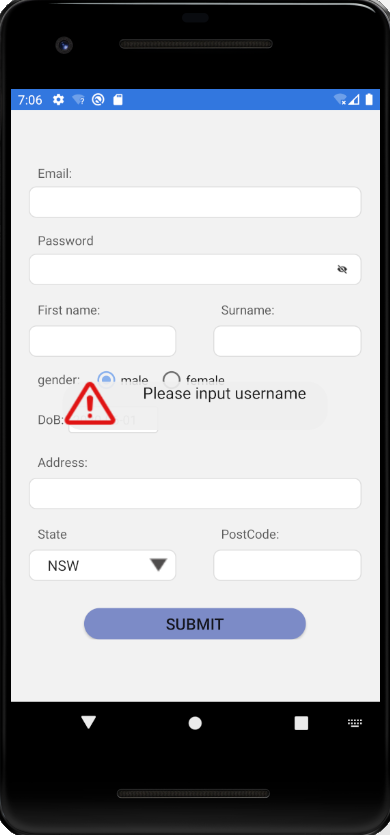 7:06
Email:
Password
First name: Surname:
gender: male female
Please input username
DoB:
Address:
State PostCode:
NSW
SUBMIT